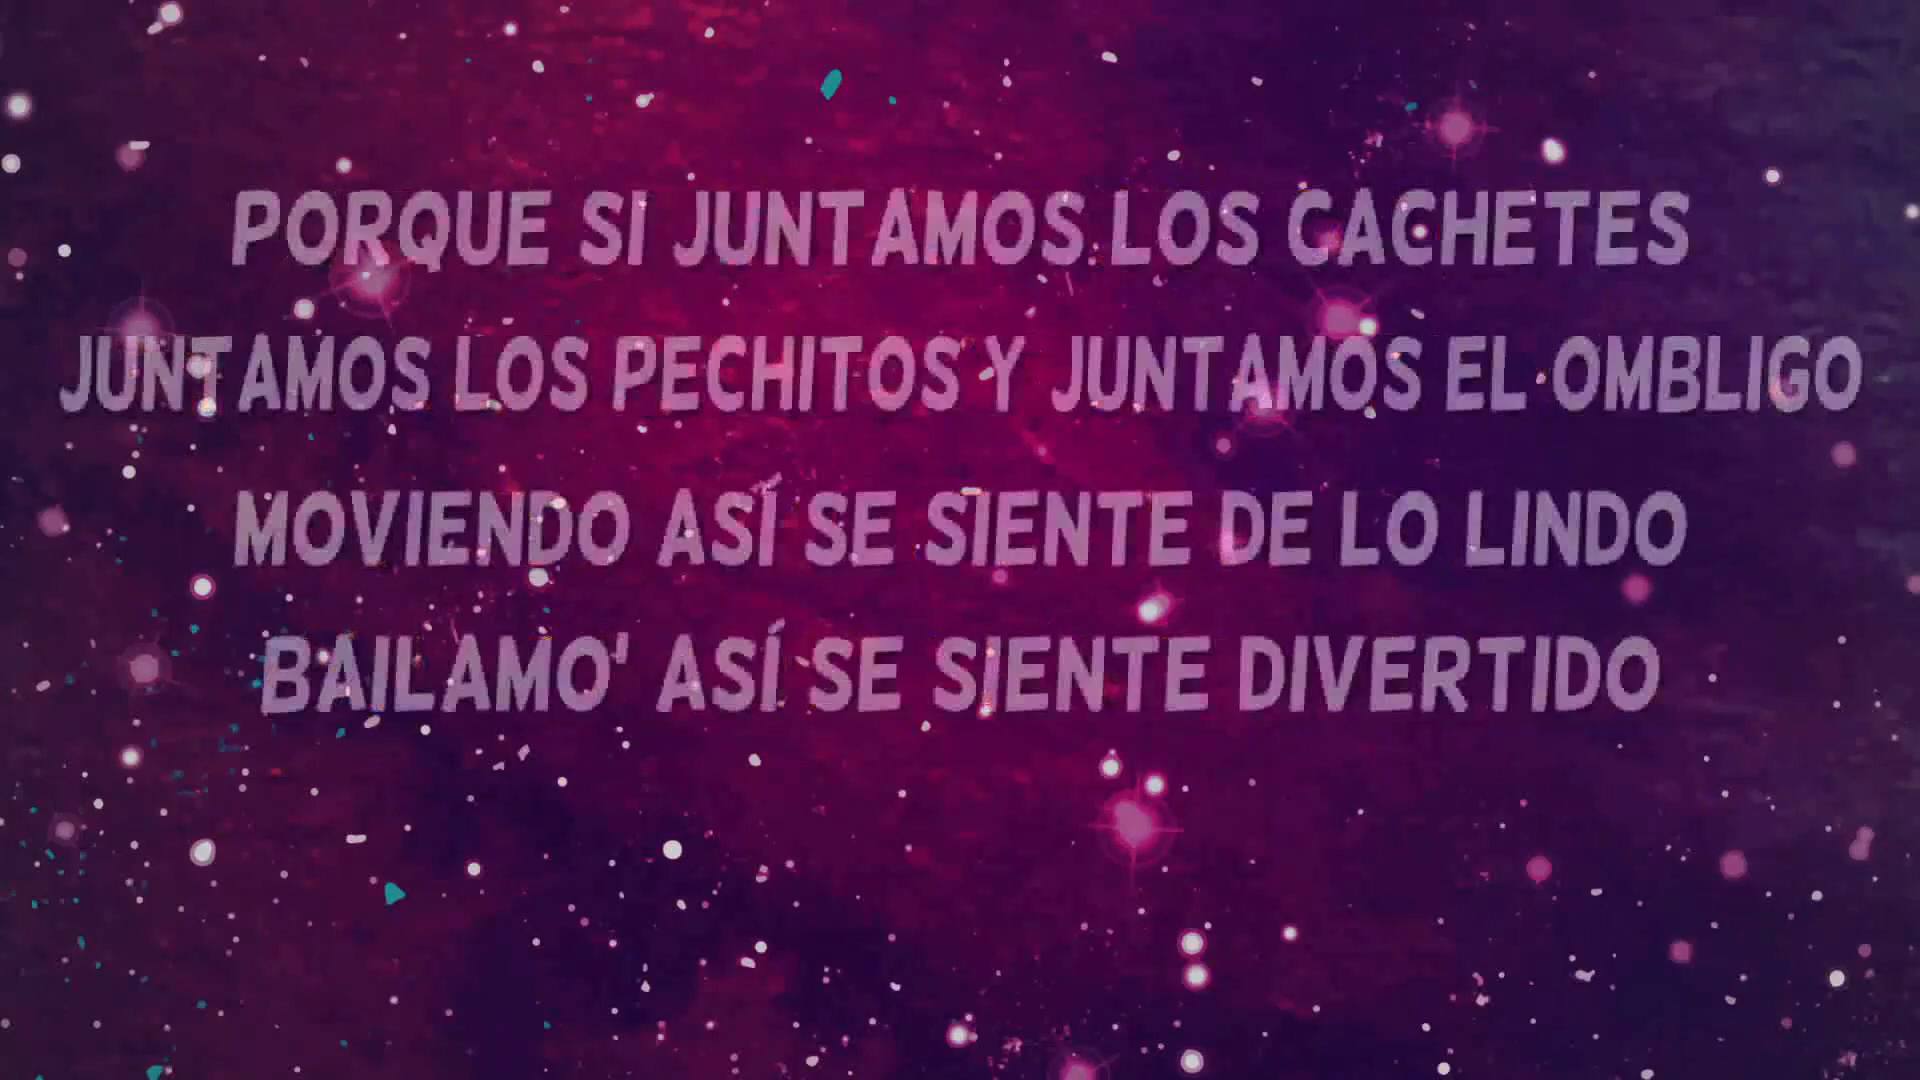 PORQUE SI JUNTAMOS LOS CACHETES
JUNTAMOS LOS PECHITOS Y JUNTAMOS EL OMBLIGO
MOVIENDO ASÍ SE SIENTE DE LO LINDO
BAILAMO' ASÍ SE SIENTE DIVERTIDO